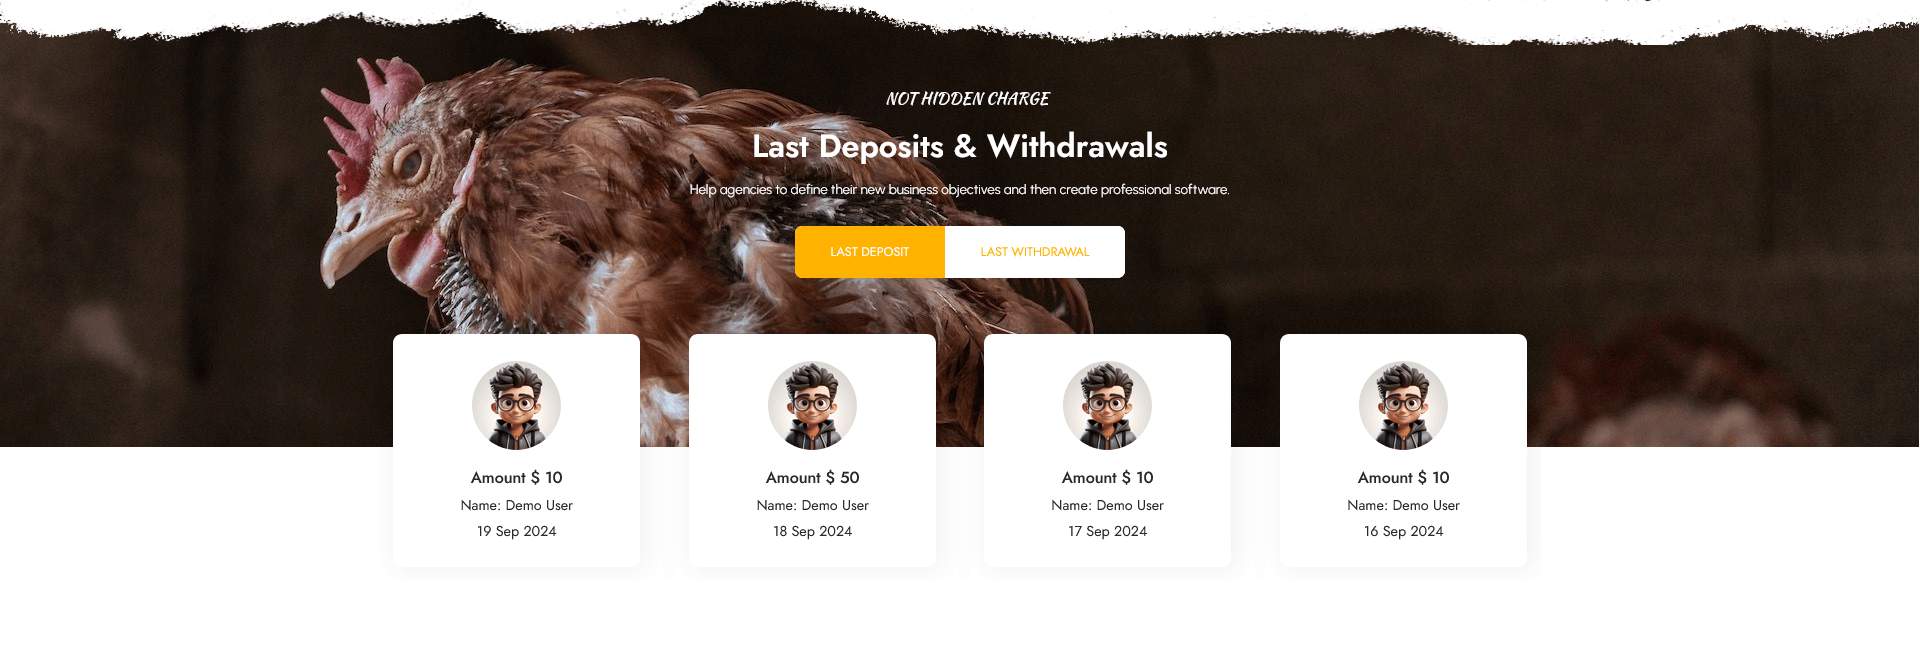 NOT HIDDEN CHARGE
Last Deposits & Withdrawals
Help agencies to define their new business objectives and then create professional software.
LAST DEPOSIT
LAST WITHDRAWAL
Amount $ 10
Name: Demo User
19 Sep 2024
Amount $ 50
Name: Demo User
18 Sep 2024
Amount $ 10
Name: Demo User
17 Sep 2024
Amount $ 10
Name: Demo User
16 Sep 2024